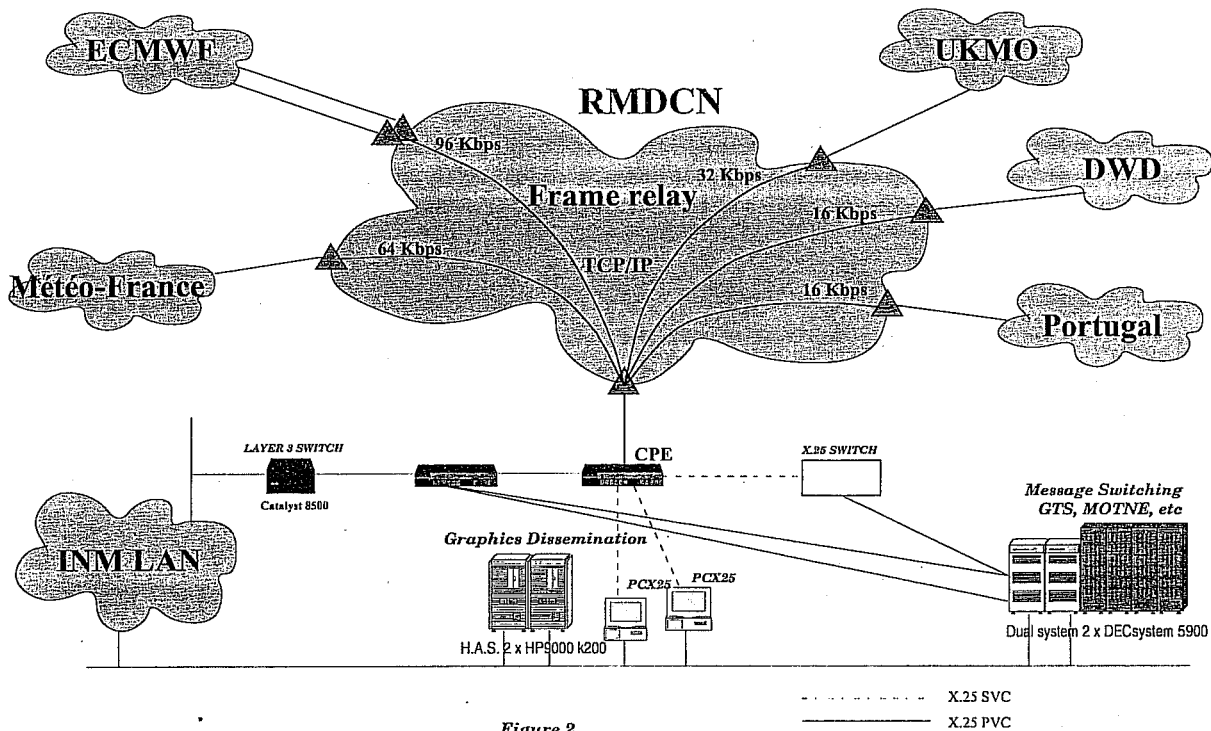 ECMWF
UKMO
RMDCN
96 Kbps
32 Kbps
DWD
Frame relay
16 Kbps
64 Kbps
TCP/IP
Météo-France
16 Kbps
Portugal
LAYER 3 SWITCH
CPE
X.25 SWITCH
Catalyst 8500
Message Switching
GTS, MOTNE, etc
INM LAN
Graphics Dissemination
PCX25
PCX25
H.A.S. 2 x HP9000 k200
Dual system 2 x DECsystem 5900
X.25 SVC
X.25 PVC
Figure 2